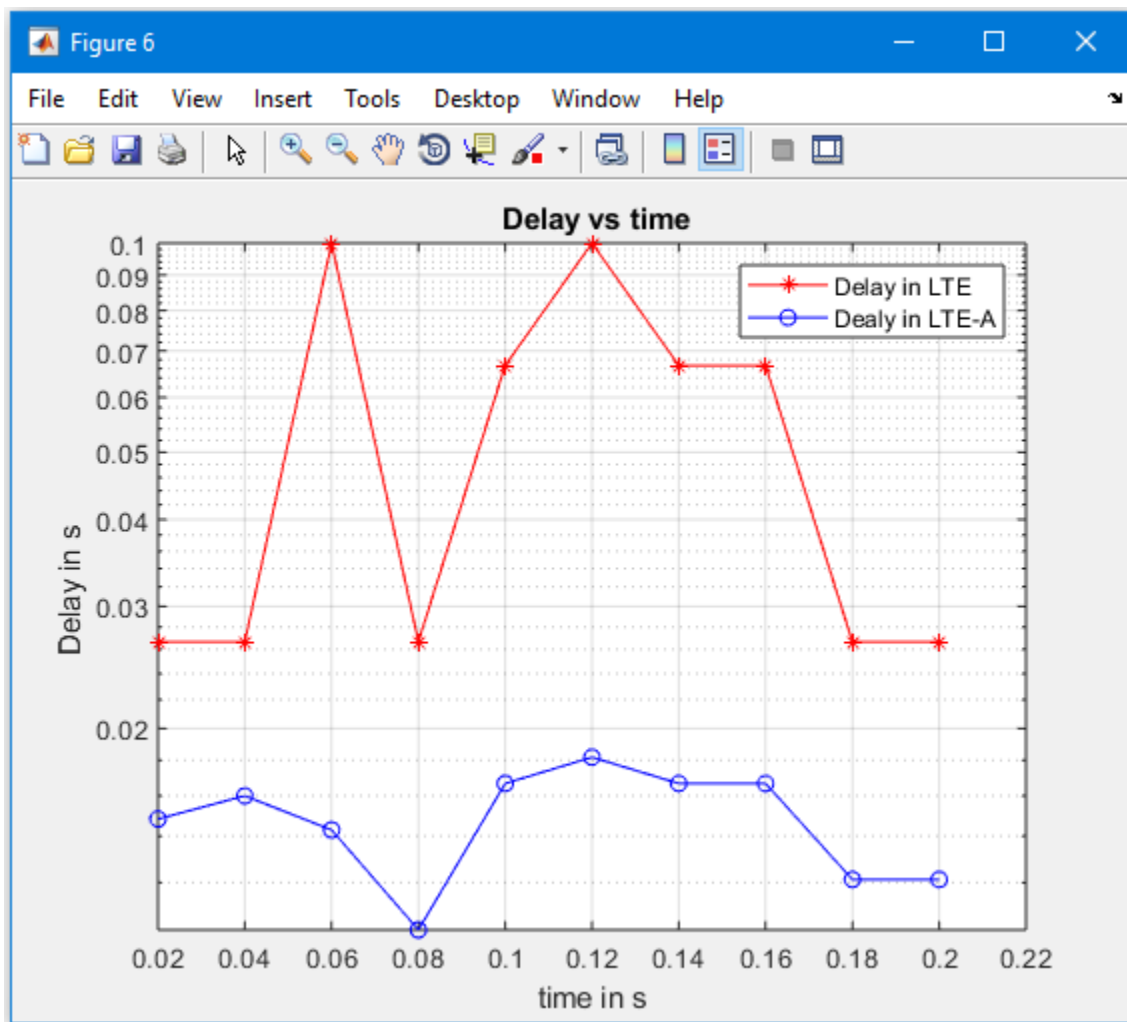 Figure 6
File Edit View Insert Tools Desktop Window Help
Delay vs time
0.1
0.09
0.08
0.07
0.06
0.05
0.04
0.03
0.02
Delay in s
Delay in LTE
Dealy in LTE-A
0.02 0.04 0.06 0.08 0.1 0.12 0.14 0.16 0.18 0.2 0.22
time in s